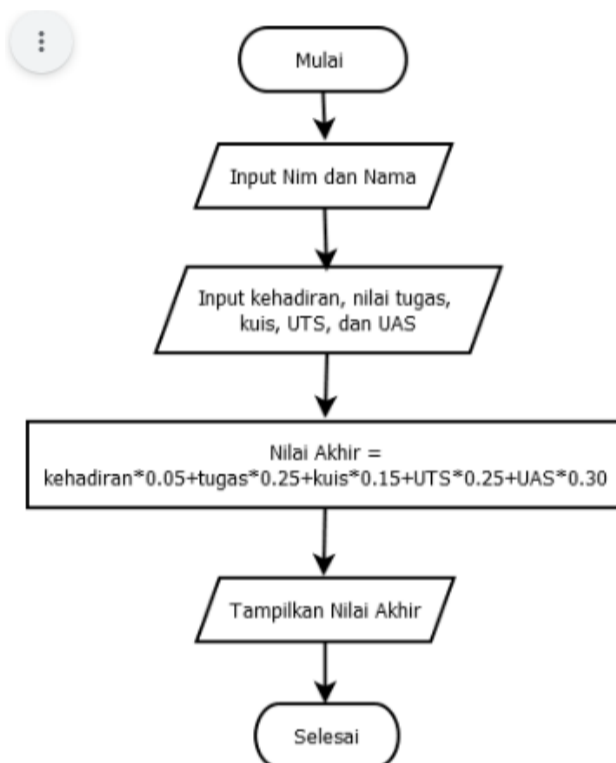 Mulai
Input Nim dan Nama
Input kehadiran, nilai tugas,
kuis, UTS, dan UAS
Nilai Akhir =
kehadiran*0.05+tugas*0.25+kuis*0.15+UTS*0.25+UAS*0.30
Tampilkan Nilai Akhir
Selesai